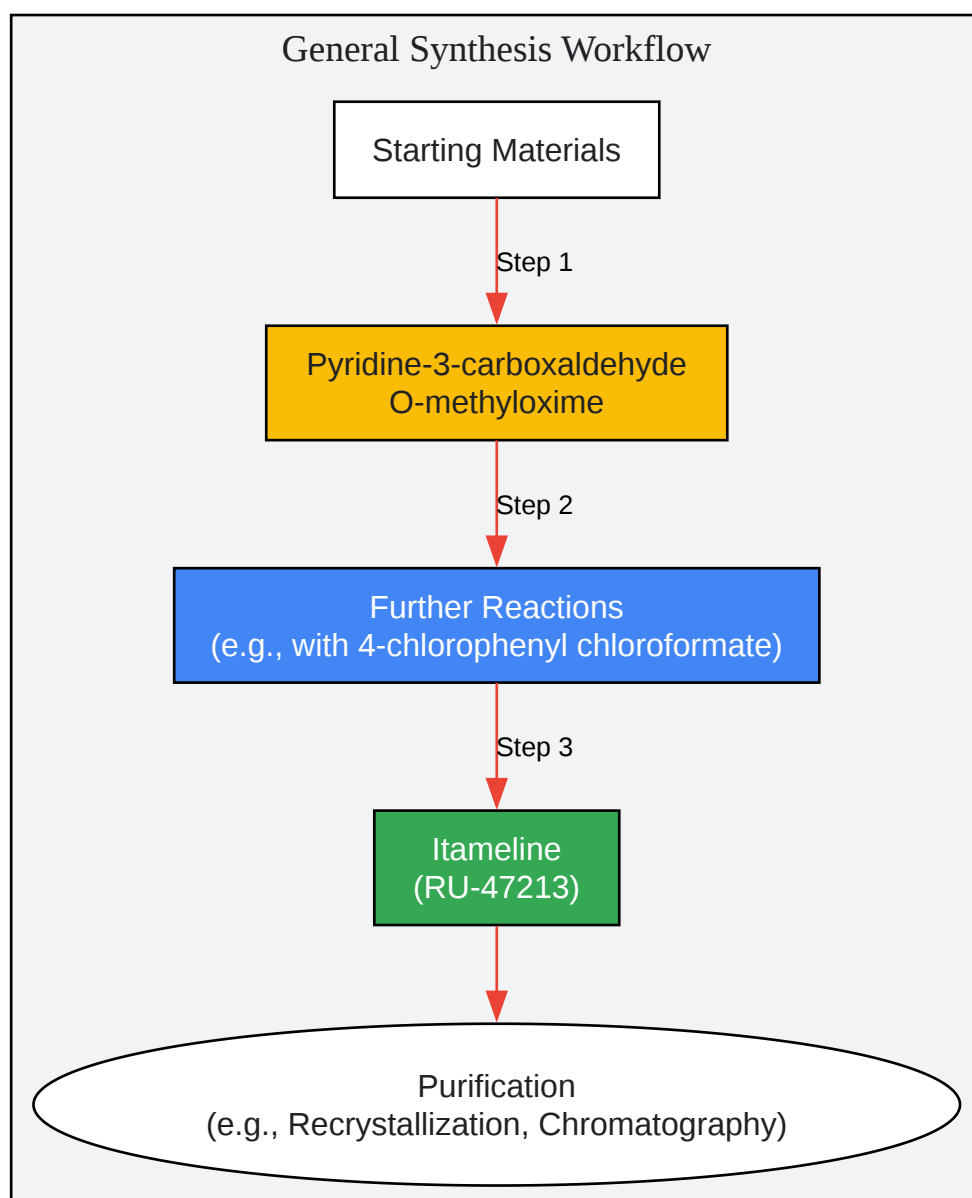 General Synthesis Workflow
Starting Materials
Step 1
Pyridine-3-carboxaldehyde
O-methyloxime
Step 2
Further Reactions
(e.g., with 4-chlorophenyl chloroformate)
Step 3
Itameline
(RU-47213)
Purification
(e.g., Recrystallization, Chromatography)